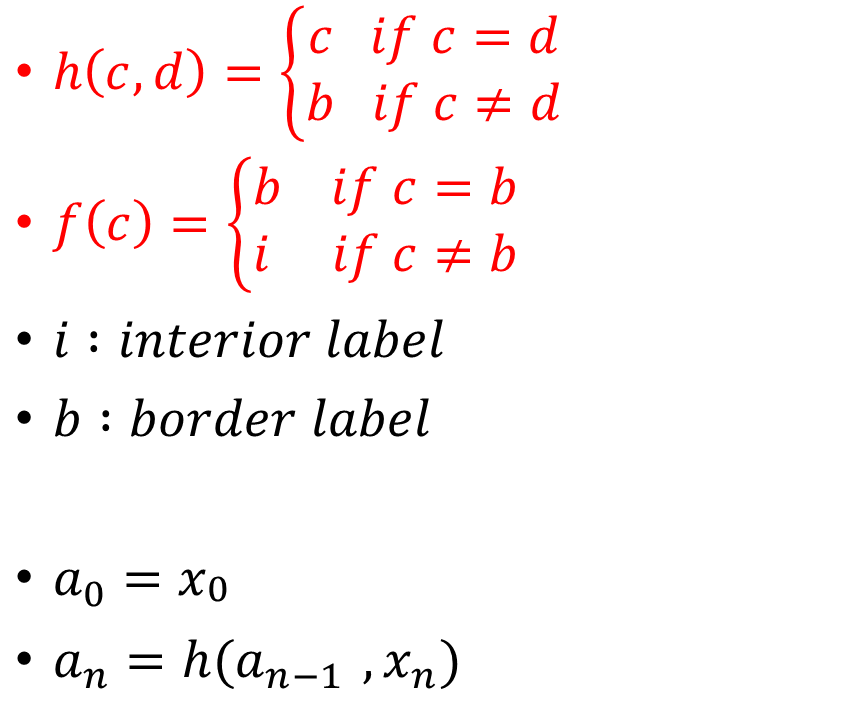 • h(c, d) = { c if c = d
b if c ≠ d
• f(c) = { b if c = b
i if c ≠ b
• i : interior label
• b : border label
• a₀ = x₀
• aₙ = h(aₙ₋₁ , xₙ)